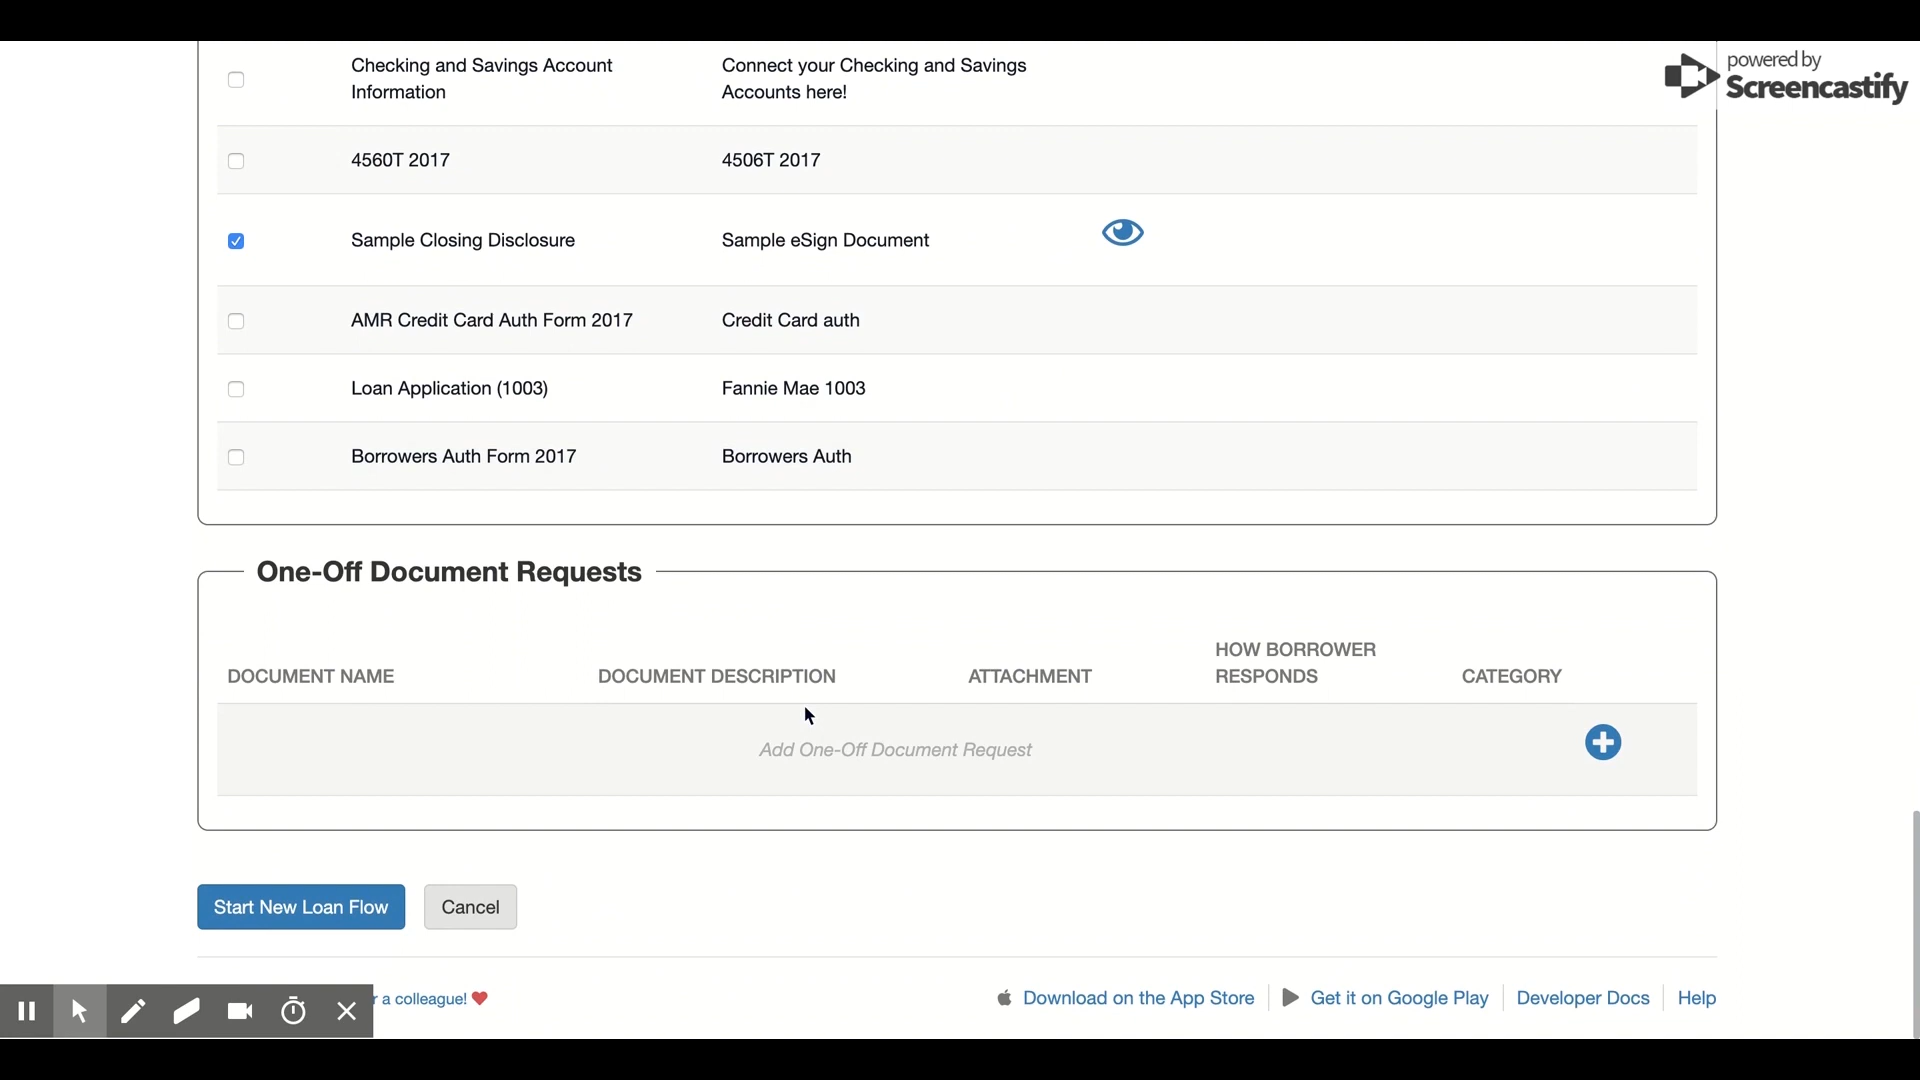 powered by
Screencastify
Checking and Savings Account
Information
Connect your Checking and Savings
Accounts here!
4560T 2017
4506T 2017
Sample Closing Disclosure
Sample eSign Document
AMR Credit Card Auth Form 2017
Credit Card auth
Loan Application (1003)
Fannie Mae 1003
Borrowers Auth Form 2017
Borrowers Auth
One-Off Document Requests
DOCUMENT NAME
DOCUMENT DESCRIPTION
ATTACHMENT
HOW BORROWER
RESPONDS
CATEGORY
Add One-Off Document Request
Start New Loan Flow
Cancel
r a colleague!
Download on the App Store
Get it on Google Play
Developer Docs
Help